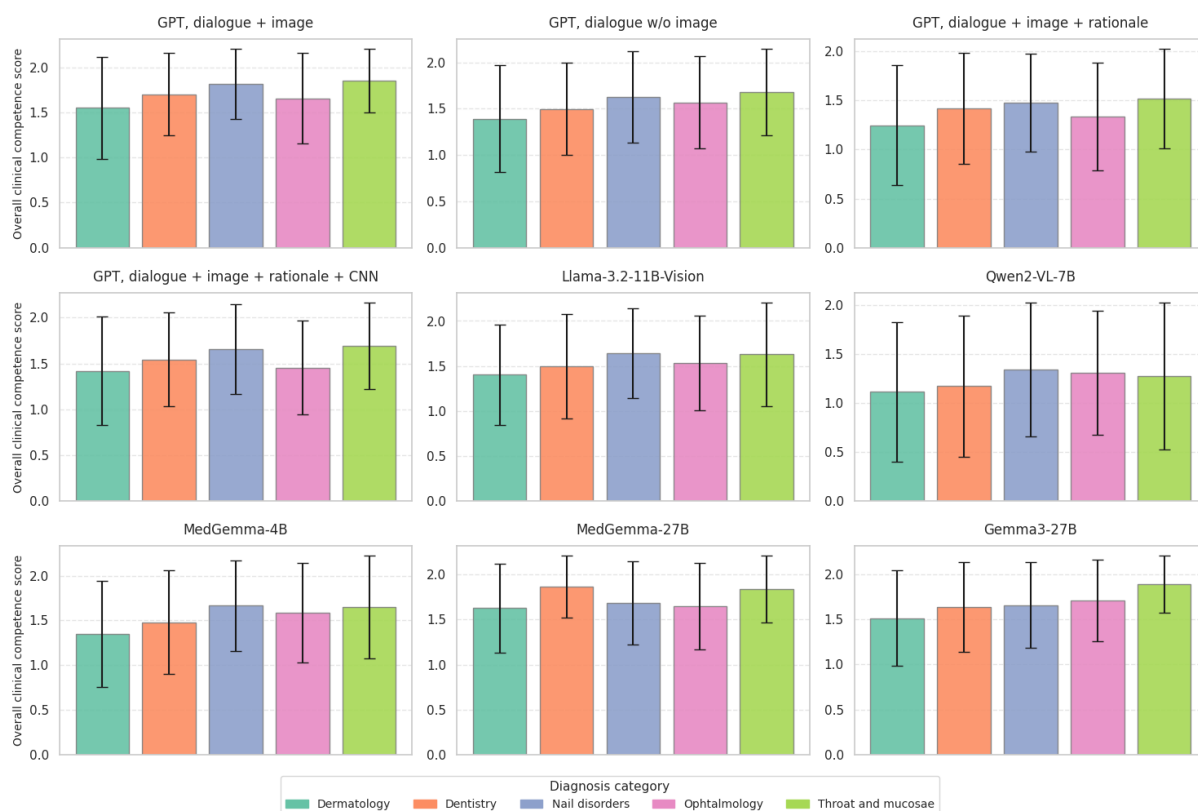 GPT, dialogue + image
GPT, dialogue w/o image
GPT, dialogue + image + rationale
Overall clinical competence score
2.0
1.5
1.0
0.5
0.0
2.0
1.5
1.0
0.5
0.0
2.0
1.5
1.0
0.5
0.0
GPT, dialogue + image + rationale + CNN
Llama-3.2-11B-Vision
Qwen2-VL-7B
Overall clinical competence score
2.0
1.5
1.0
0.5
0.0
2.0
1.5
1.0
0.5
0.0
2.0
1.5
1.0
0.5
0.0
MedGemma-4B
MedGemma-27B
Gemma3-27B
Overall clinical competence score
2.0
1.5
1.0
0.5
0.0
2.0
1.5
1.0
0.5
0.0
2.0
1.5
1.0
0.5
0.0
Diagnosis category
Dermatology
Dentistry
Nail disorders
Ophtalmology
Throat and mucosae